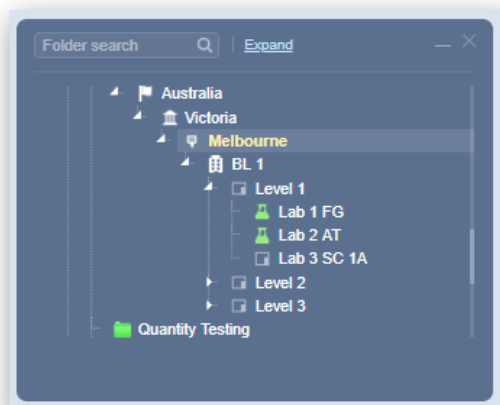 Folder search Expand
Australia
Victoria
Melbourne
BL 1
Level 1
Lab 1 FG
Lab 2 AT
Lab 3 SC 1A
Level 2
Level 3
Quantity Testing